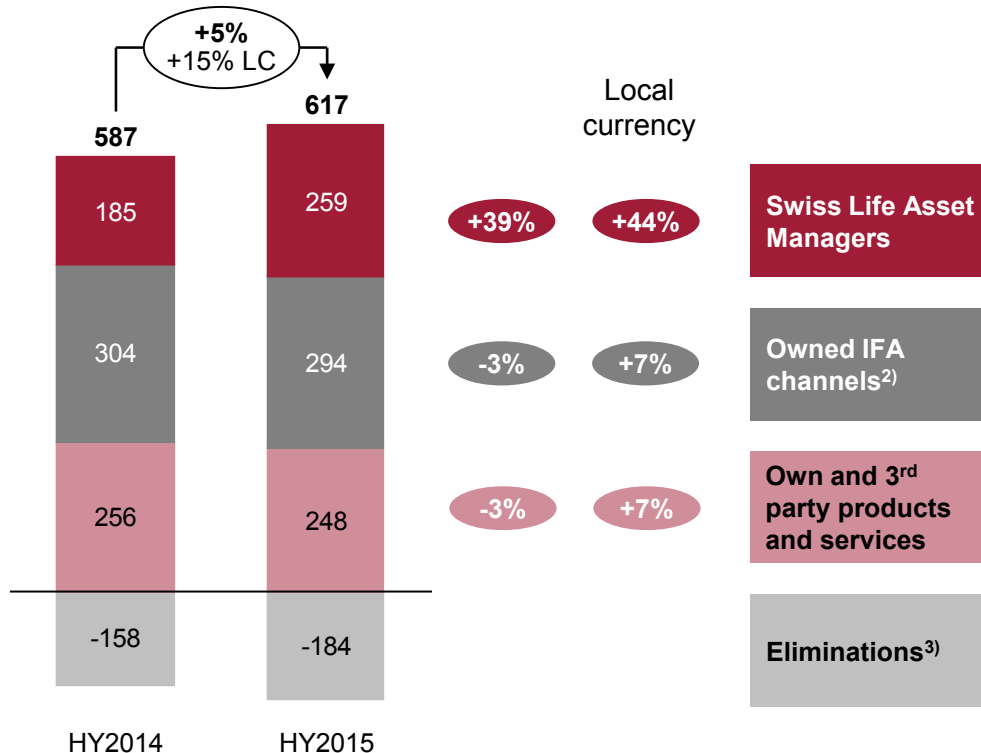 +5%
+15% LC
587
617
Local
currency
185
259
+39%
+44%
Swiss Life Asset
Managers
304
294
-3%
+7%
Owned IFA
channels2)
256
248
-3%
+7%
Own and 3rd
party products
and services
-158
-184
Eliminations3)
HY2014
HY2015